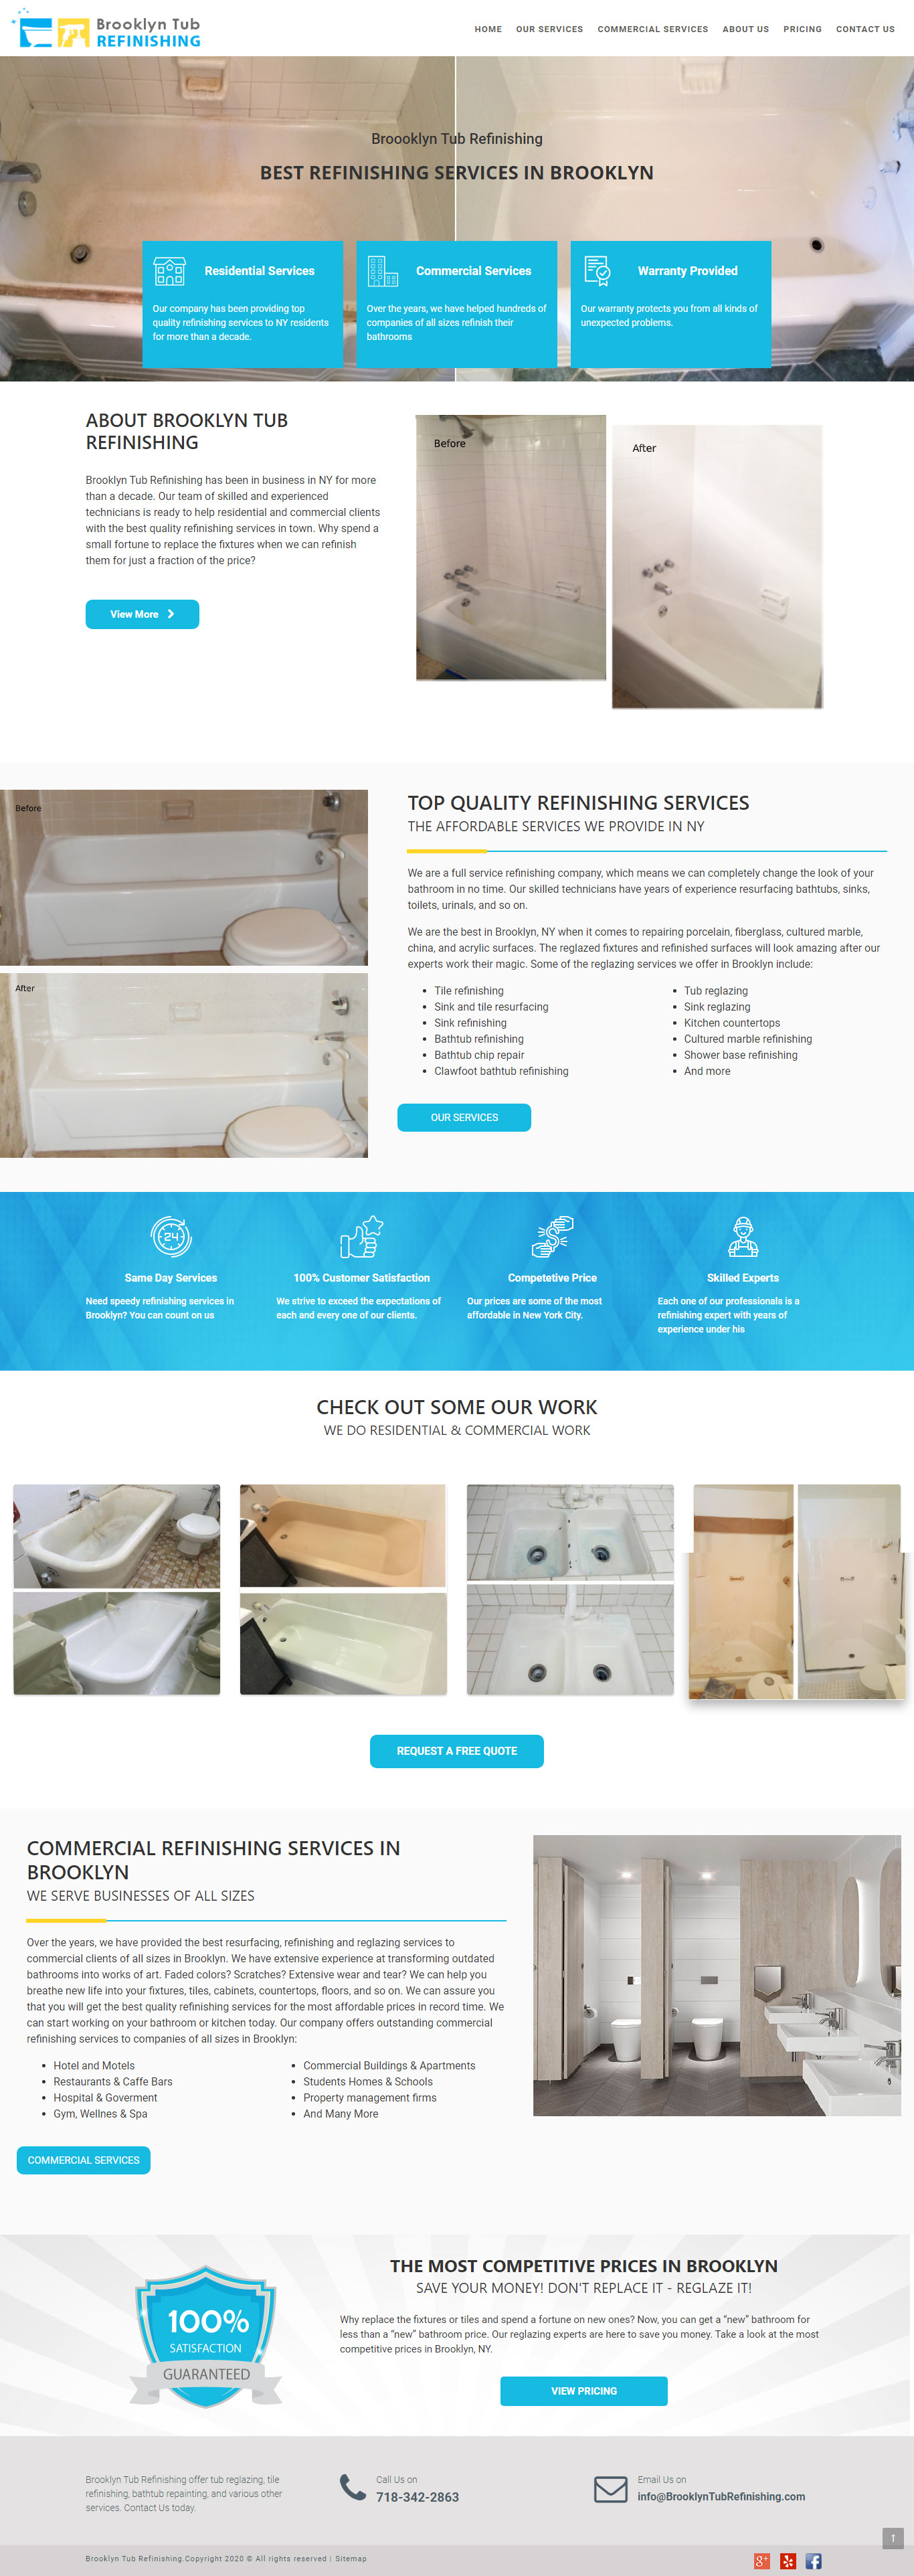 Brooklyn Tub
REFINISHING
HOME OUR SERVICES COMMERCIAL SERVICES ABOUT US PRICING CONTACT US
Broooklyn Tub Refinishing
BEST REFINISHING SERVICES IN BROOKLYN
Residential Services
Our company has been providing top
quality refinishing services to NY residents
for more than a decade.
Commercial Services
Over the years, we have helped hundreds of
companies of all sizes refinish their
bathrooms
Warranty Provided
Our warranty protects you from all kinds of
unexpected problems.
ABOUT BROOKLYN TUB
REFINISHING
Brooklyn Tub Refinishing has been in business in NY for more
than a decade. Our team of skilled and experienced
technicians is ready to help residential and commercial clients
with the best quality refinishing services in town. Why spend a
small fortune to replace the fixtures when we can refinish
them for just a fraction of the price?
View More
Before
After
Before
After
TOP QUALITY REFINISHING SERVICES
THE AFFORDABLE SERVICES WE PROVIDE IN NY
We are a full service refinishing company, which means we can completely change the look of your
bathroom in no time. Our skilled technicians have years of experience resurfacing bathtubs, sinks,
toilets, urinals, and so on.
We are the best in Brooklyn, NY when it comes to repairing porcelain, fiberglass, cultured marble,
china, and acrylic surfaces. The reglazed fixtures and refinished surfaces will look amazing after our
experts work their magic. Some of the reglazing services we offer in Brooklyn include:
Tile refinishing
Sink and tile resurfacing
Sink refinishing
Bathtub refinishing
Bathtub chip repair
Clawfoot bathtub refinishing
Tub reglazing
Sink reglazing
Kitchen countertops
Cultured marble refinishing
Shower base refinishing
And more
OUR SERVICES
24
Same Day Services
Need speedy refinishing services in
Brooklyn? You can count on us
100% Customer Satisfaction
We strive to exceed the expectations of
each and every one of our clients.
Competetive Price
Our prices are some of the most
affordable in New York City.
Skilled Experts
Each one of our professionals is a
refinishing expert with years of
experience under his
CHECK OUT SOME OUR WORK
WE DO RESIDENTIAL & COMMERCIAL WORK
REQUEST A FREE QUOTE
COMMERCIAL REFINISHING SERVICES IN
BROOKLYN
WE SERVE BUSINESSES OF ALL SIZES
Over the years, we have provided the best resurfacing, refinishing and reglazing services to
commercial clients of all sizes in Brooklyn. We have extensive experience at transforming outdated
bathrooms into works of art. Faded colors? Scratches? Extensive wear and tear? We can help you
breathe new life into your fixtures, tiles, cabinets, countertops, floors, and so on. We can assure you
that you will get the best quality refinishing services for the most affordable prices in record time. We
can start working on your bathroom or kitchen today. Our company offers outstanding commercial
refinishing services to companies of all sizes in Brooklyn:
Hotel and Motels
Restaurants & Caffe Bars
Hospital & Goverment
Gym, Wellnes & Spa
Commercial Buildings & Apartments
Students Homes & Schools
Property management firms
And Many More
COMMERCIAL SERVICES
100%
SATISFACTION
GUARANTEED
THE MOST COMPETITIVE PRICES IN BROOKLYN
SAVE YOUR MONEY! DON'T REPLACE IT - REGLAZE IT!
Why replace the fixtures or tiles and spend a fortune on new ones? Now, you can get a “new” bathroom for
less than a “new” bathroom price. Our reglazing experts are here to save you money. Take a look at the most
competitive prices in Brooklyn, NY.
VIEW PRICING
Brooklyn Tub Refinishing offer tub reglazing, tile
refinishing, bathtub repainting, and various other
services. Contact Us today.
Call Us on
718-342-2863
Email Us on
info@BrooklynTubRefinishing.com
Brooklyn Tub Refinishing.Copyright 2020 © All rights reserved | Sitemap